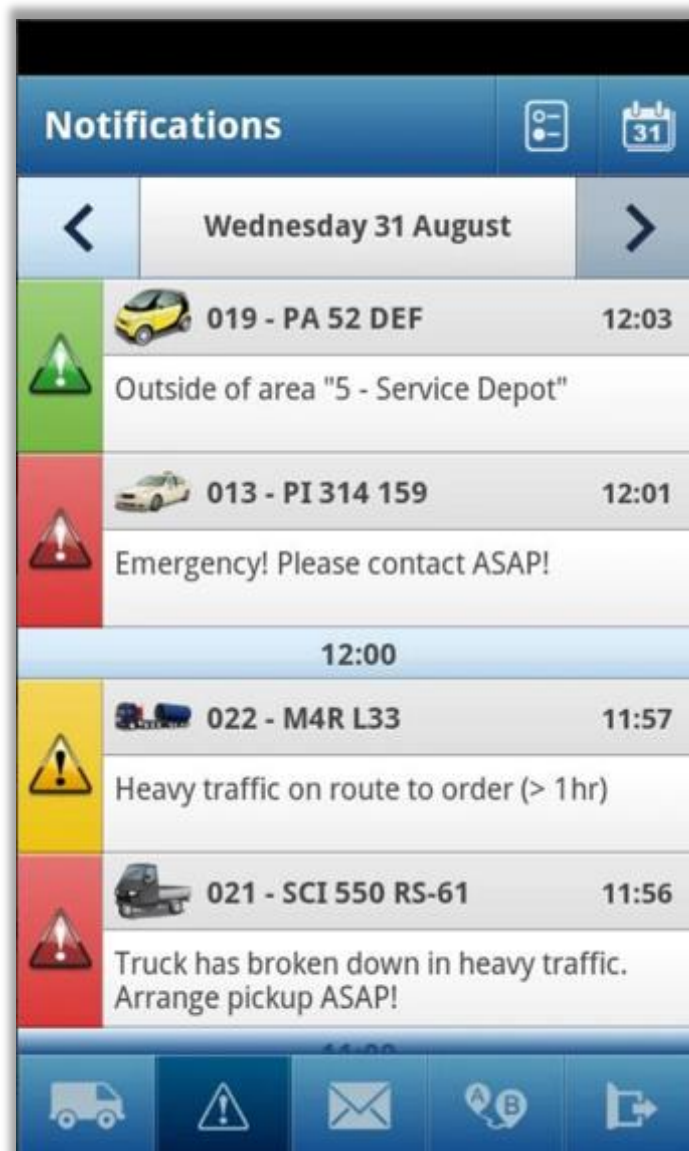 Notifications
31
Wednesday 31 August
019 - PA 52 DEF 12:03
Outside of area "5 - Service Depot"
013 - PI 314 159 12:01
Emergency! Please contact ASAP!
12:00
022 - M4R L33 11:57
Heavy traffic on route to order (> 1hr)
021 - SCI 550 RS-61 11:56
Truck has broken down in heavy traffic.
Arrange pickup ASAP!
A B